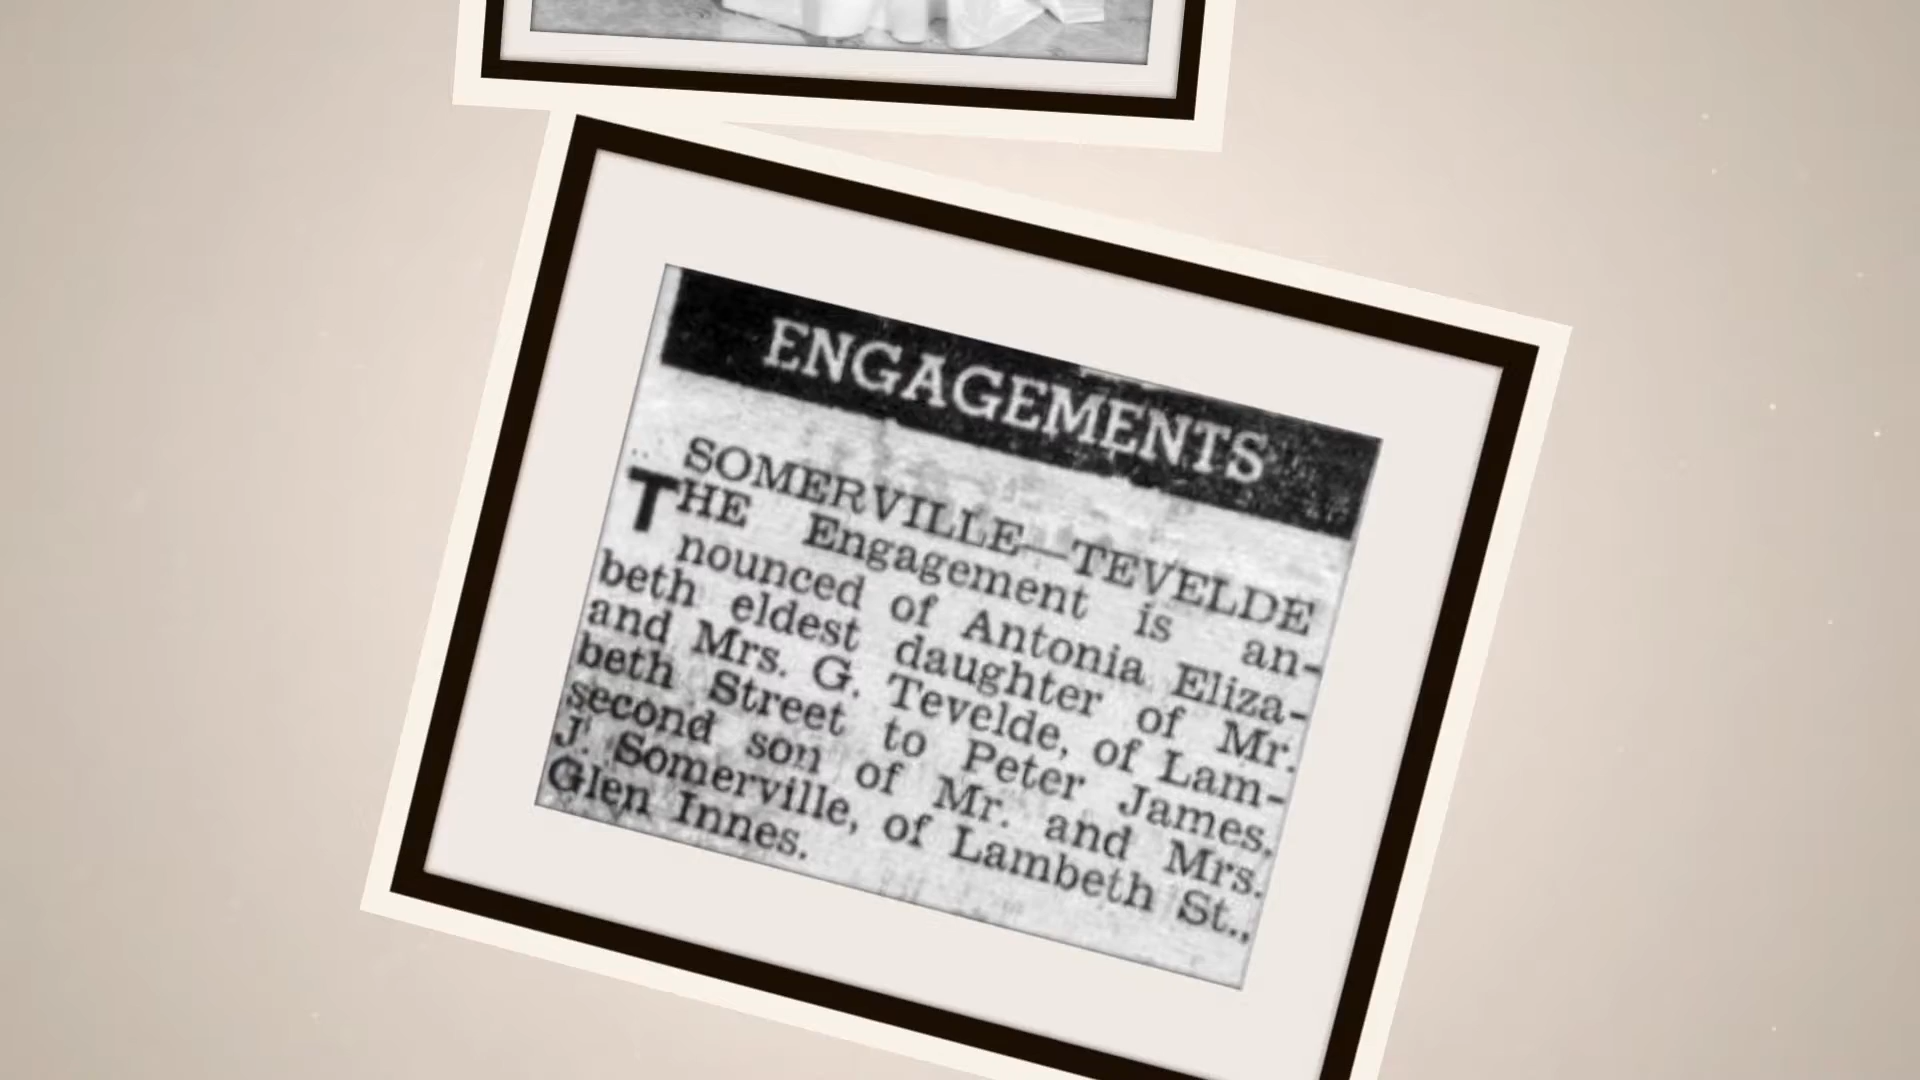 ENGAGEMENTS
SOMERVILLE—TEVELDE
THE Engagement is an-
nounced of Antonia Eliza-
beth eldest daughter of Mr.
and Mrs. G. Tevelde, of Lam-
beth Street to Peter James,
second son of Mr. and Mrs.
J. Somerville, of Lambeth St.,
Glen Innes.